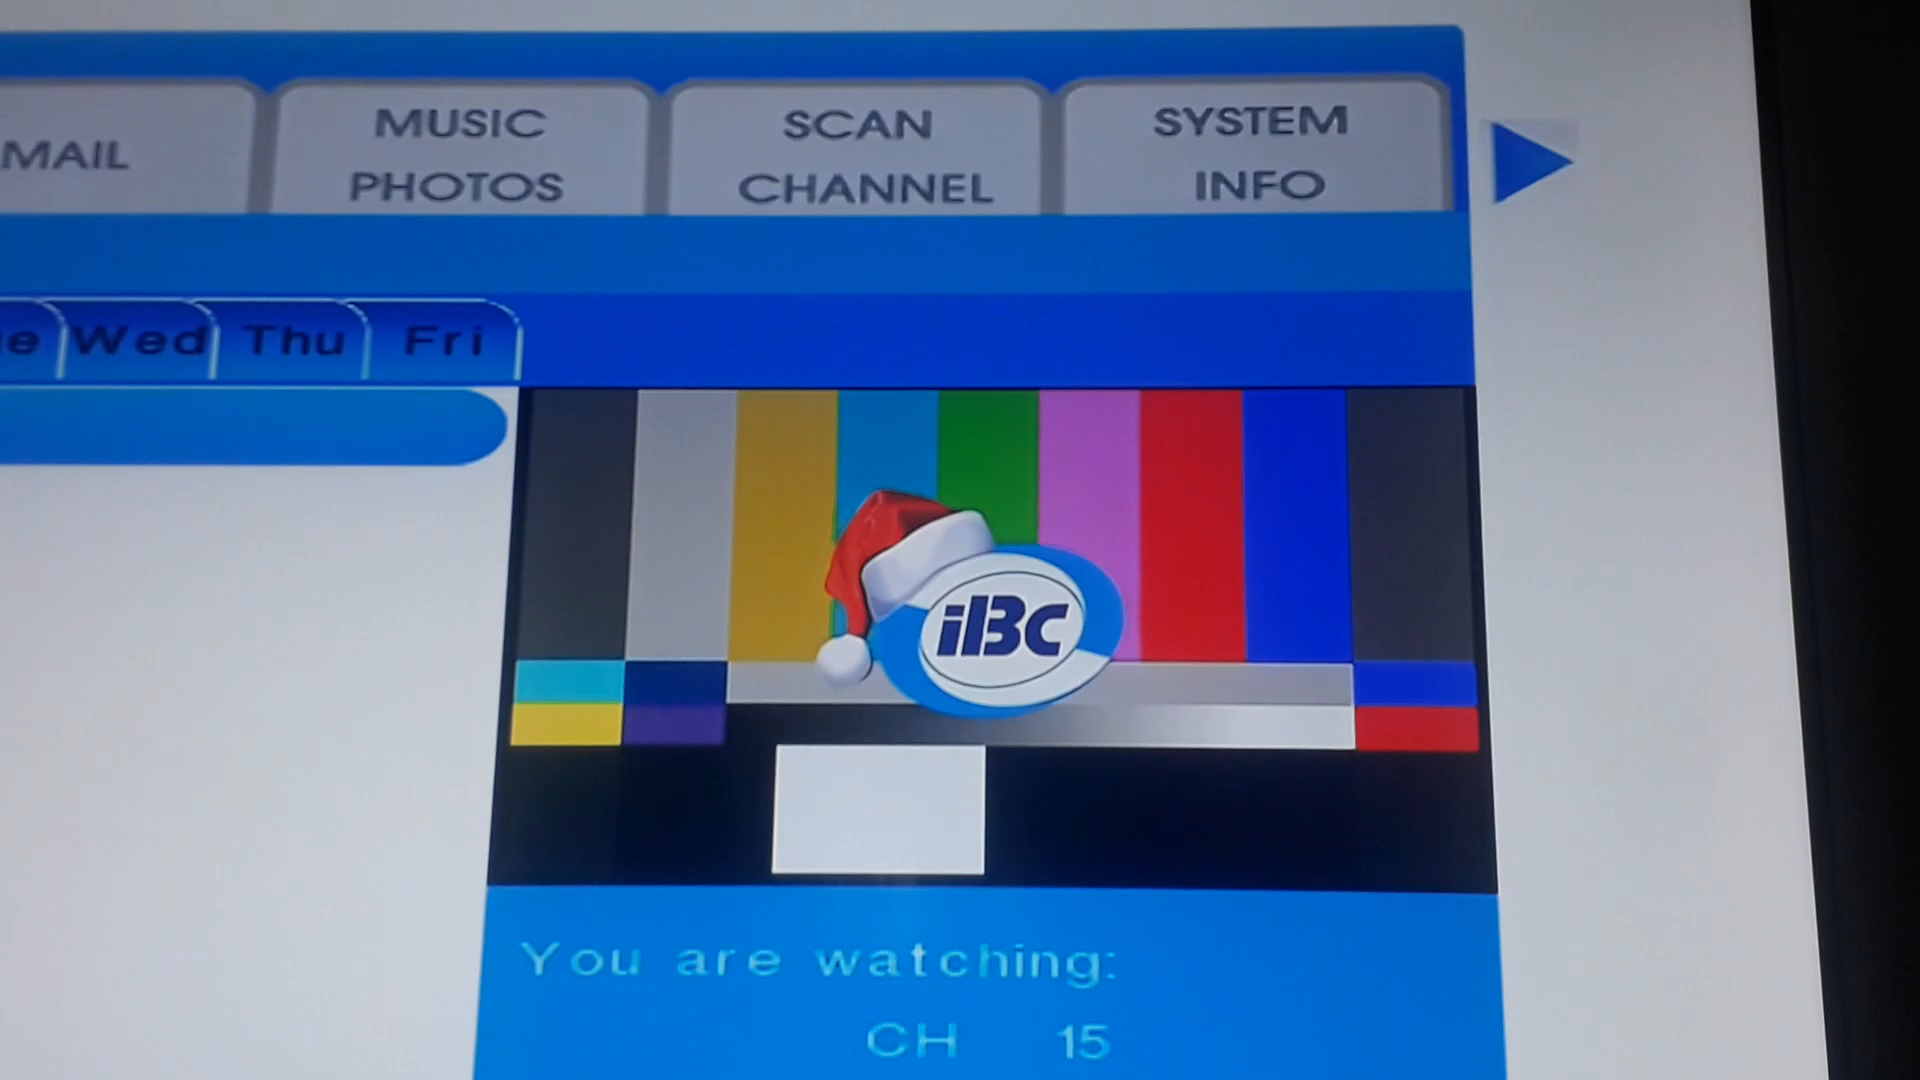 MAIL
MUSIC
PHOTOS
SCAN
CHANNEL
SYSTEM
INFO
Wed Thu Fri
iBC
You are watching:
CH 15